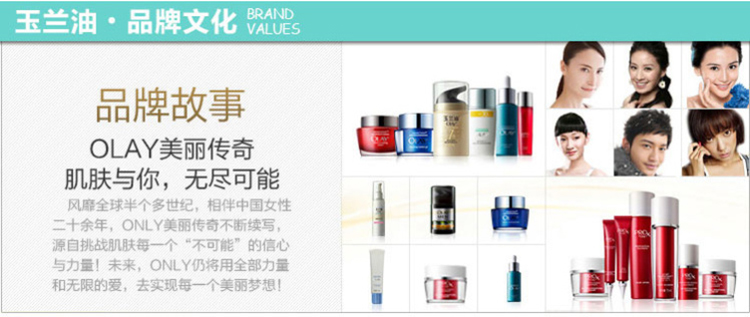 玉兰油·品牌文化 BRAND
VALUES
品牌故事
OLAY美丽传奇
肌肤与你，无尽可能
风靡全球半个多世纪，相伴中国女性
二十余年，ONLY美丽传奇不断续写，
源自挑战肌肤每一个“不可能”的信心
与力量！未来，ONLY仍将用全部力量
和无限的爱，去实现每一个美丽梦想！
OLAY
OLAY